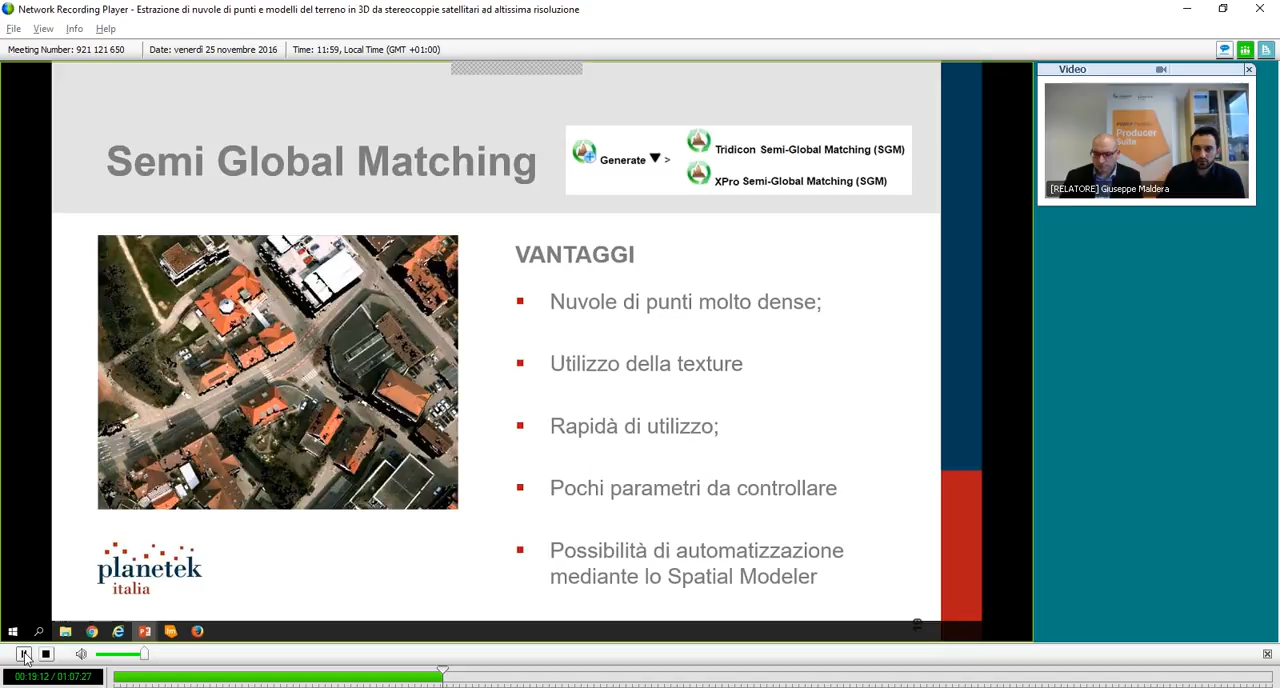 Network Recording Player - Estrazione di nuvole di punti e modelli del terreno in 3D da stereocoppie satellitari ad altissima risoluzione
File View Info Help
Meeting Number: 921 121 650 Date: venerdì 25 novembre 2016 Time: 11:59, Local Time (GMT +01:00)
Semi Global Matching
Generate >
Tridicon Semi-Global Matching (SGM)
XPro Semi-Global Matching (SGM)
VANTAGGI
Nuvole di punti molto dense;
Utilizzo della texture
Rapidà di utilizzo;
Pochi parametri da controllare
Possibilità di automatizzazione
mediante lo Spatial Modeler
planetek
italia
Video
Producer
Suite
[RELATORE] Giuseppe Maldera
00:19:12 / 01:07:27